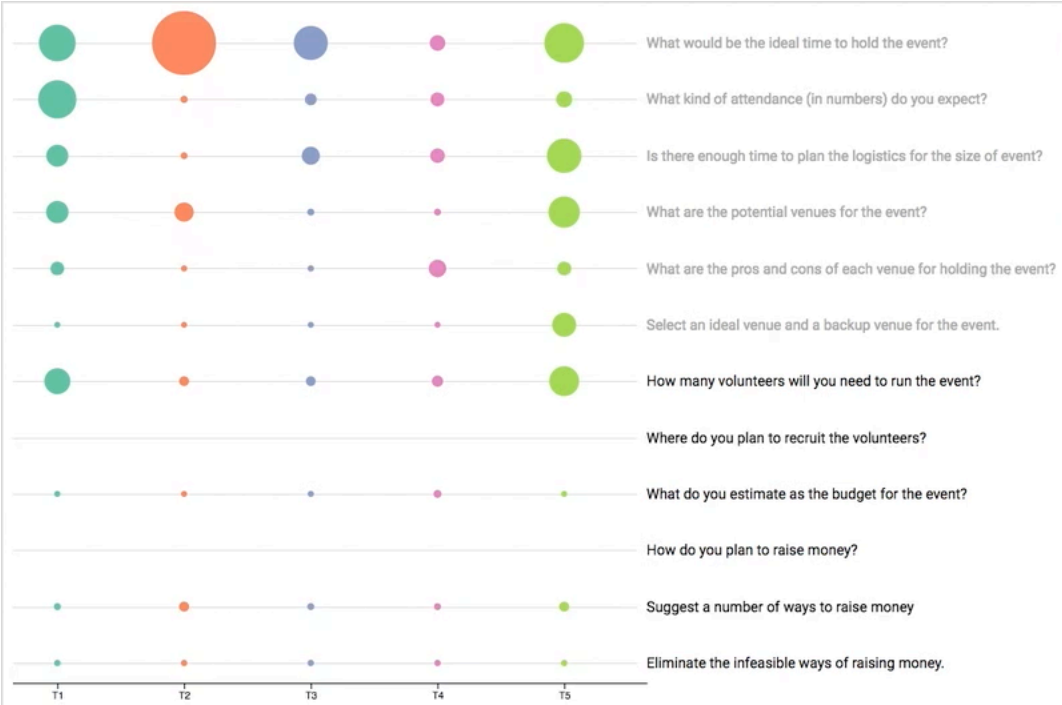 What would be the ideal time to hold the event?
What kind of attendance (in numbers) do you expect?
Is there enough time to plan the logistics for the size of event?
What are the potential venues for the event?
What are the pros and cons of each venue for holding the event?
Select an ideal venue and a backup venue for the event.
How many volunteers will you need to run the event?
Where do you plan to recruit the volunteers?
What do you estimate as the budget for the event?
How do you plan to raise money?
Suggest a number of ways to raise money
Eliminate the infeasible ways of raising money.
T1 T2 T3 T4 T5